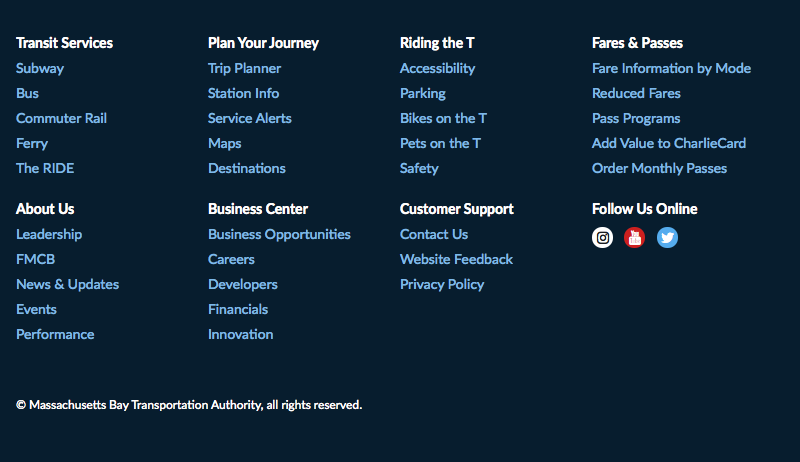 Transit Services
Subway
Bus
Commuter Rail
Ferry
The RIDE
Plan Your Journey
Trip Planner
Station Info
Service Alerts
Maps
Destinations
Riding the T
Accessibility
Parking
Bikes on the T
Pets on the T
Safety
Fares & Passes
Fare Information by Mode
Reduced Fares
Pass Programs
Add Value to CharlieCard
Order Monthly Passes
About Us
Leadership
FMCB
News & Updates
Events
Performance
Business Center
Business Opportunities
Careers
Developers
Financials
Innovation
Customer Support
Contact Us
Website Feedback
Privacy Policy
Follow Us Online
© Massachusetts Bay Transportation Authority, all rights reserved.